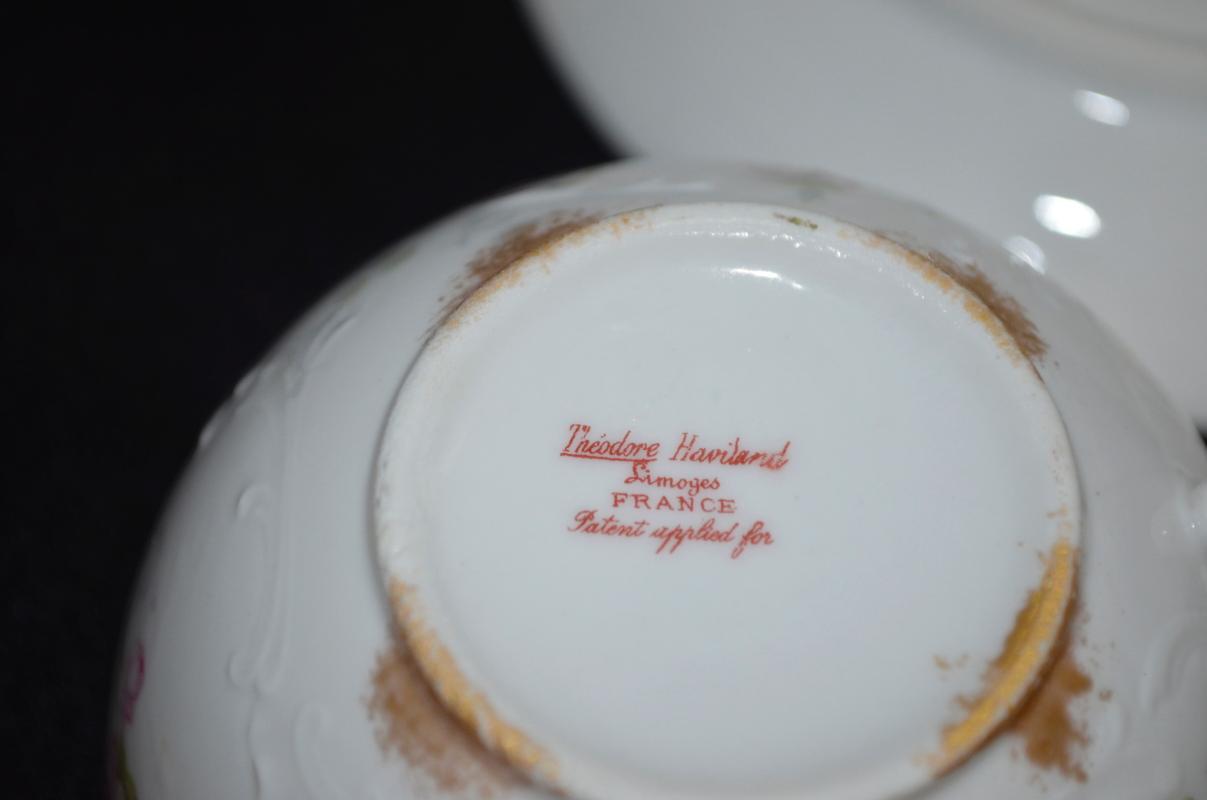 Théodore Haviland
Limoges
FRANCE
Patent applied for